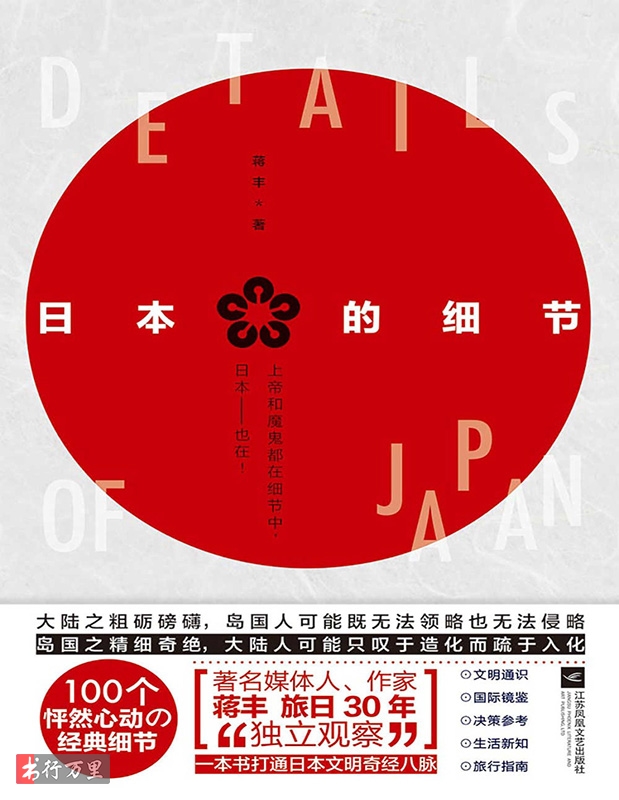 DETAILS
蒋丰*著
日本的细节
上帝和魔鬼都在细节中，
日本——也在！
OF JAPAN
大陆之粗砺磅礴，岛国人可能既无法领略也无法侵略
岛国之精细奇绝，大陆人可能只叹于造化而疏于入化
100个
怦然心动の
经典细节
著名媒体人、作家
蒋丰 旅日30年
“独立观察”
一本书打通日本文明奇经八脉
⊙文明通识
⊙国际镜鉴
⊙决策参考
⊙生活新知
⊙旅行指南
江苏凤凰文艺出版社
JIANGSU PHOENIX LITERATURE AND
ART PUBLISHING, LTD
书行万里